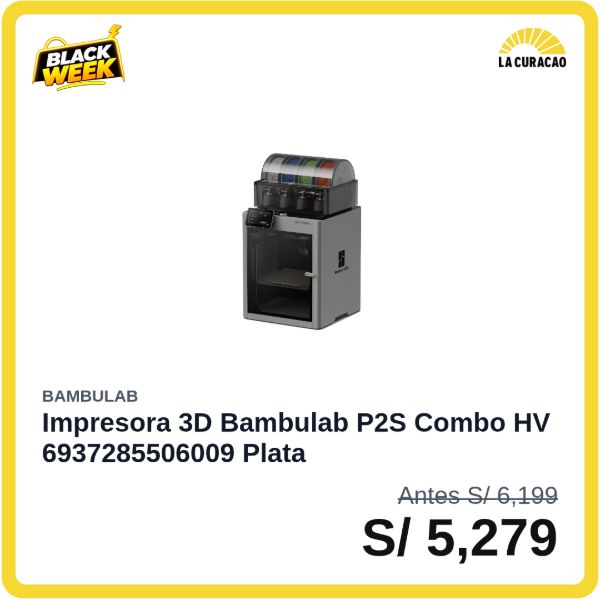 BLACK
WEEK
LA CURACAO
BAMBULAB
Impresora 3D Bambulab P2S Combo HV
6937285506009 Plata
Antes S/ 6,199
S/ 5,279